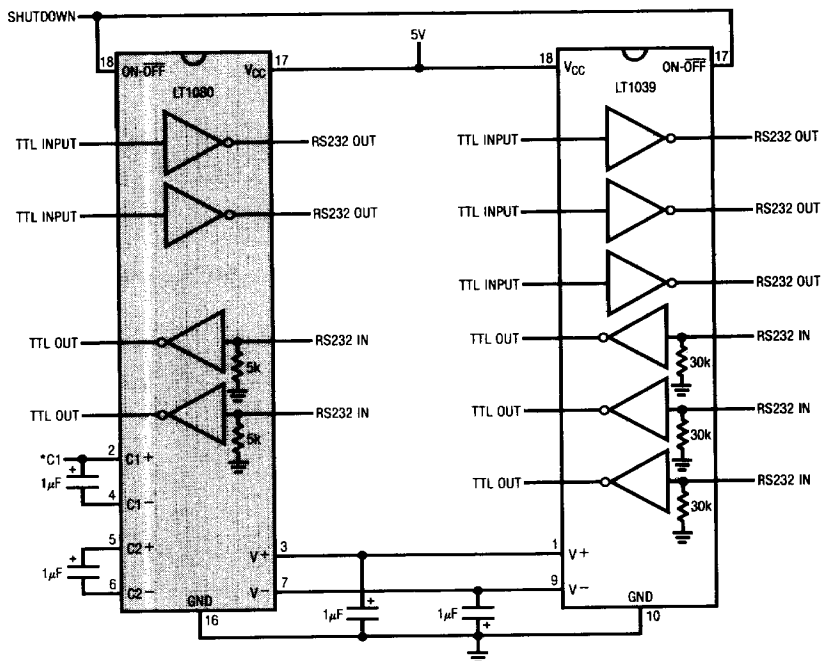 SHUTDOWN
5V
18
ON-OFF
VCC
17
18
VCC
ON-OFF
17
LT1080
LT1039
TTL INPUT
RS232 OUT
TTL INPUT
RS232 OUT
TTL INPUT
RS232 OUT
TTL INPUT
RS232 OUT
TTL INPUT
RS232 OUT
TTL OUT
RS232 IN
5k
TTL OUT
RS232 IN
30k
TTL OUT
RS232 IN
5k
TTL OUT
RS232 IN
30k
TTL OUT
RS232 IN
30k
*C1
2
C1+
+
1μF
4
C1−
5
C2+
+
1μF
6
C2−
V+
3
1
V+
V−
7
9
V−
GND
16
1μF
+
1μF
+
GND
10